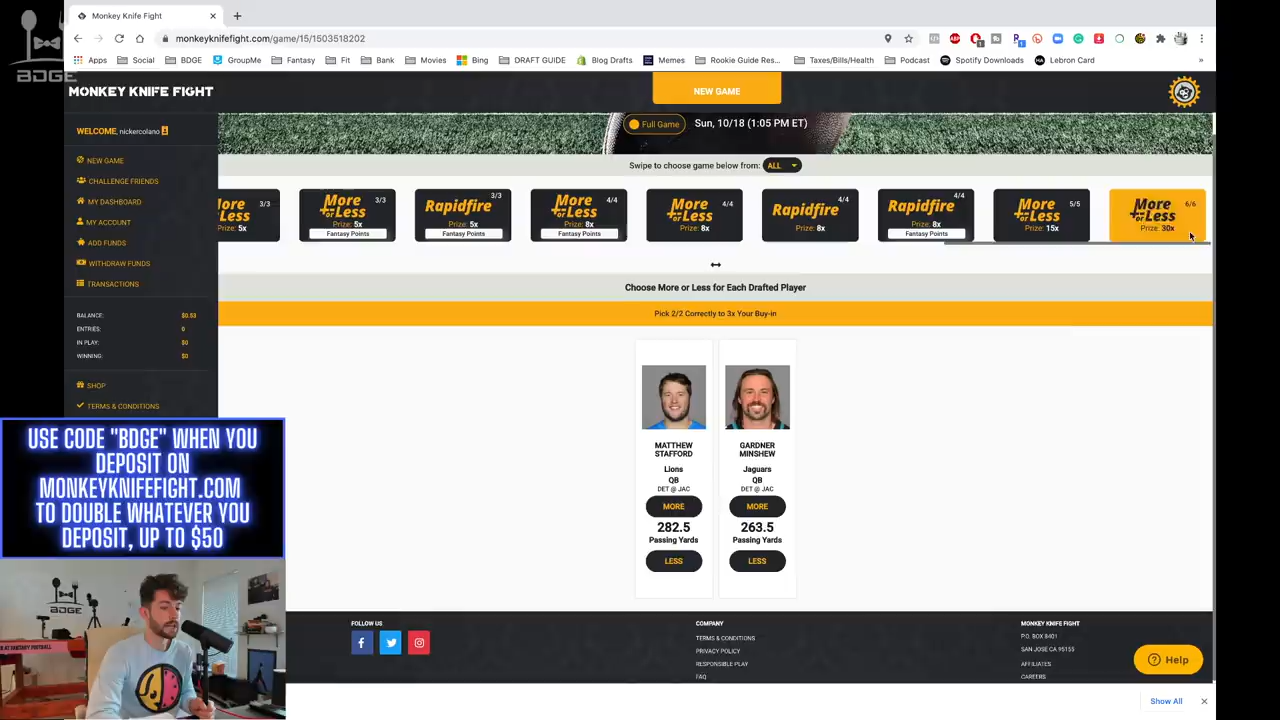 BDGE
Monkey Knife Fight
monkeyknifefight.com/game/15/1503518202
Apps
Social
BDGE
GroupMe
Fantasy
Fit
Bank
Movies
Bing
DRAFT GUIDE
Blog Drafts
Memes
Rookie Guide Res...
Taxes/Bills/Health
Podcast
Spotify Downloads
Lebron Card
MONKEY KNIFE FIGHT
NEW GAME
WELCOME, nickercolano
Full Game
Sun, 10/18 (1:05 PM ET)
NEW GAME
CHALLENGE FRIENDS
MY DASHBOARD
MY ACCOUNT
ADD FUNDS
WITHDRAW FUNDS
TRANSACTIONS
BALANCE: $0.53
ENTRIES: 0
IN PLAY: $0
WINNING: $0
SHOP
TERMS & CONDITIONS
Swipe to choose game below from: ALL
ore
Less
3/3
Prize: 5x
More or Less
3/3
Prize: 5x
Fantasy Points
Rapidfire
3/3
Prize: 5x
Fantasy Points
More or Less
4/4
Prize: 8x
Fantasy Points
More or Less
4/4
Prize: 8x
Rapidfire
4/4
Prize: 8x
Rapidfire
4/4
Prize: 8x
Fantasy Points
More or Less
5/5
Prize: 15x
More or Less
6/6
Prize: 30x
Choose More or Less for Each Drafted Player
Pick 2/2 Correctly to 3x Your Buy-in
MATTHEW
STAFFORD
Lions
QB
DET @ JAC
MORE
282.5
Passing Yards
LESS
GARDNER
MINSHEW
Jaguars
QB
DET @ JAC
MORE
263.5
Passing Yards
LESS
USE CODE "BDGE" WHEN YOU
DEPOSIT ON
MONKEYKNIFEFIGHT.COM
TO DOUBLE WHATEVER YOU
DEPOSIT, UP TO $50
BDGE
FOLLOW US
COMPANY
TERMS & CONDITIONS
PRIVACY POLICY
RESPONSIBLE PLAY
FAQ
MONKEY KNIFE FIGHT
P.O. BOX 8401
SAN JOSE CA 95155
AFFILIATES
CAREERS
Help
Show All